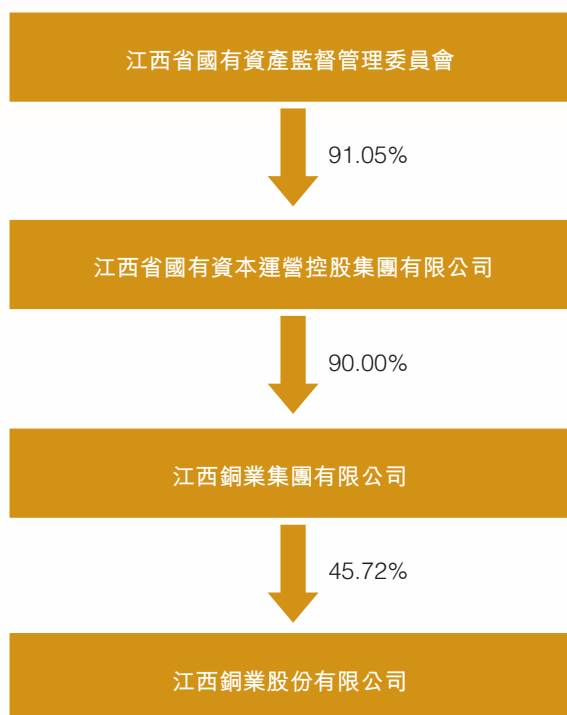 江西省國有資產監督管理委員會
91.05%
江西省國有資本運營控股集團有限公司
90.00%
江西銅業集團有限公司
45.72%
江西銅業股份有限公司